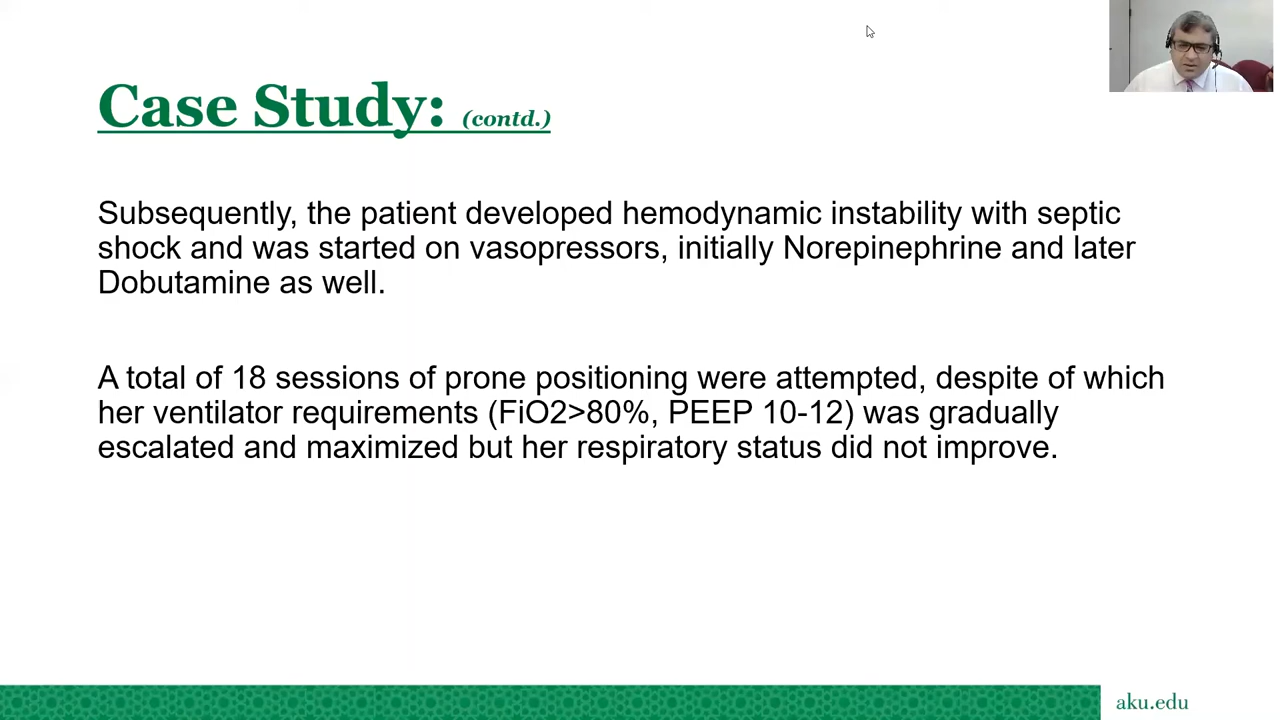 Case Study: (contd.)
Subsequently, the patient developed hemodynamic instability with septic
shock and was started on vasopressors, initially Norepinephrine and later
Dobutamine as well.
A total of 18 sessions of prone positioning were attempted, despite of which
her ventilator requirements (FiO2>80%, PEEP 10-12) was gradually
escalated and maximized but her respiratory status did not improve.
aku.edu